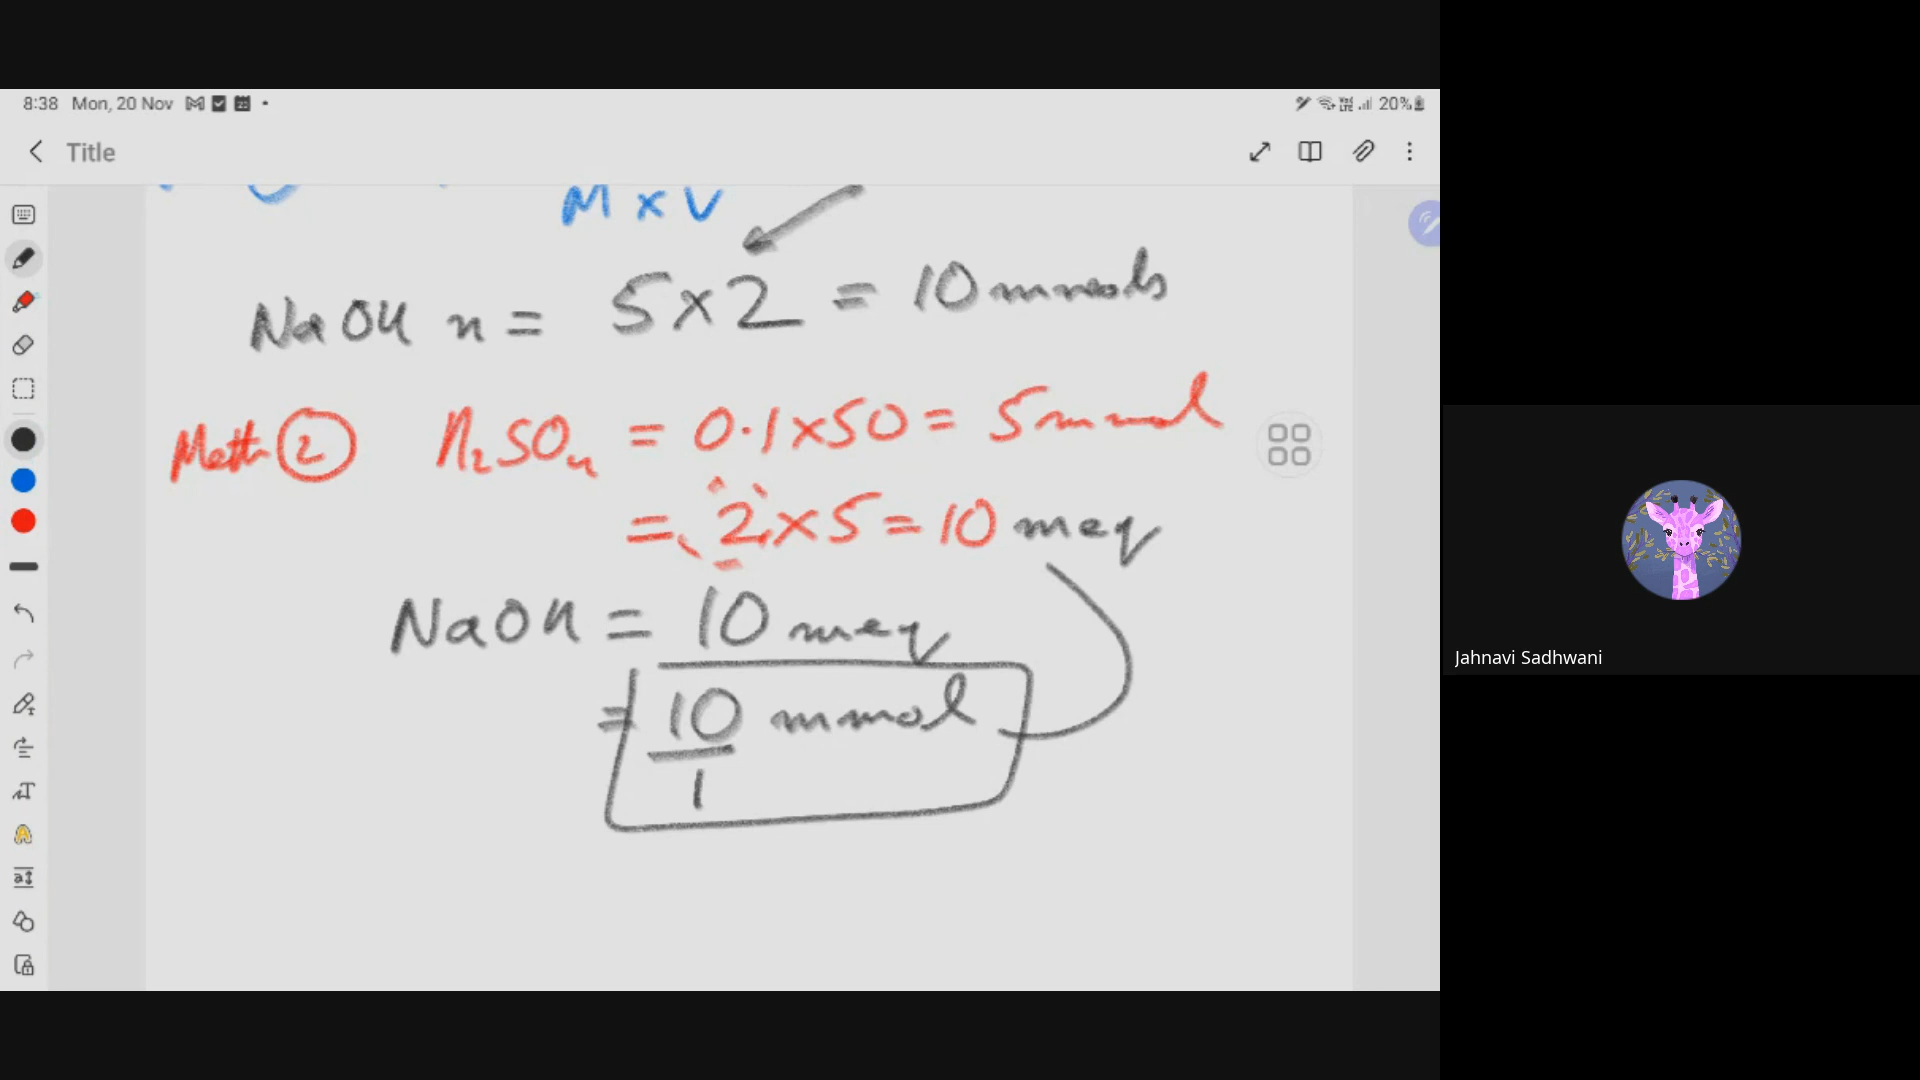 8:38 Mon, 20 Nov 20%
Title
M x V
NaOH n = 5 x 2 = 10 mmols
Meth 2 H2SO4 = 0.1 x 50 = 5 mmol
= 2 x 5 = 10 meq
NaOH = 10 meq
= 10/1 mmol
Jahnavi Sadhwani